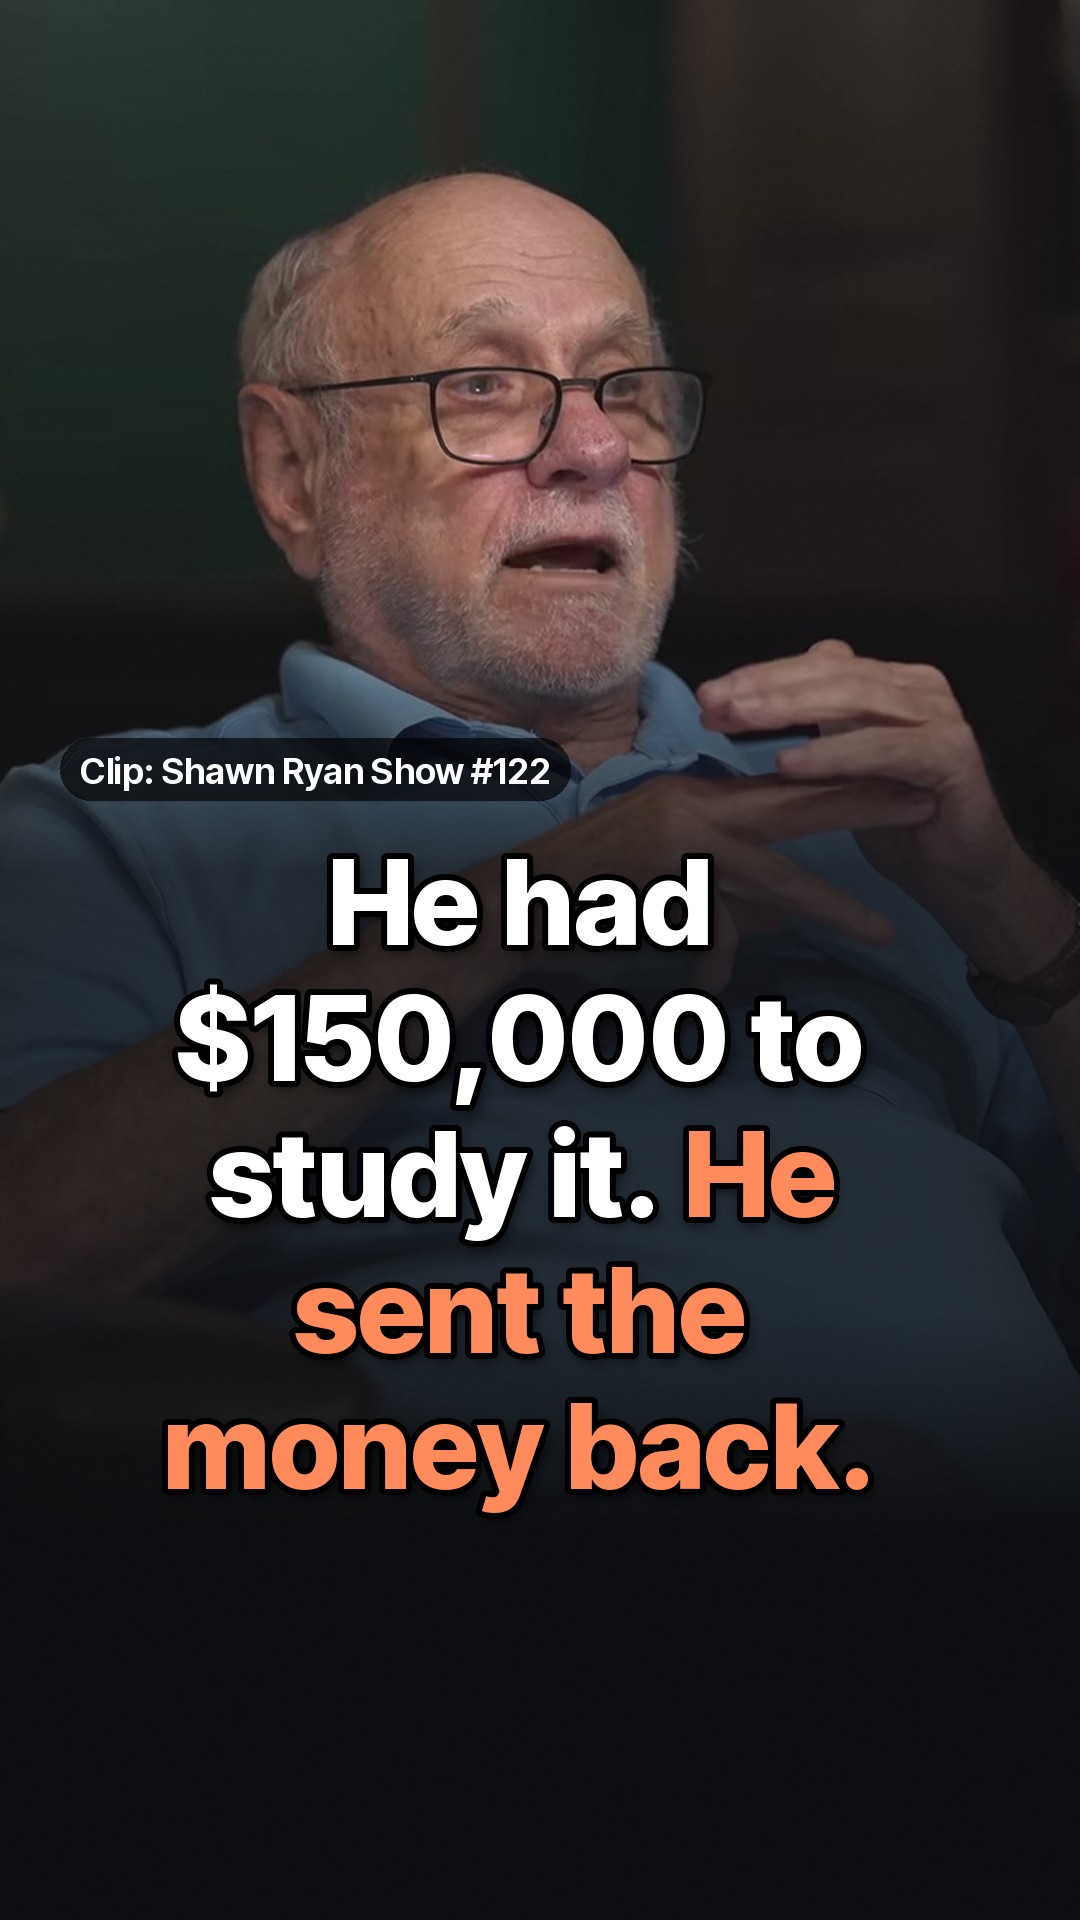 Clip: Shawn Ryan Show #122
He had
$150,000 to
study it. He
sent the
money back.